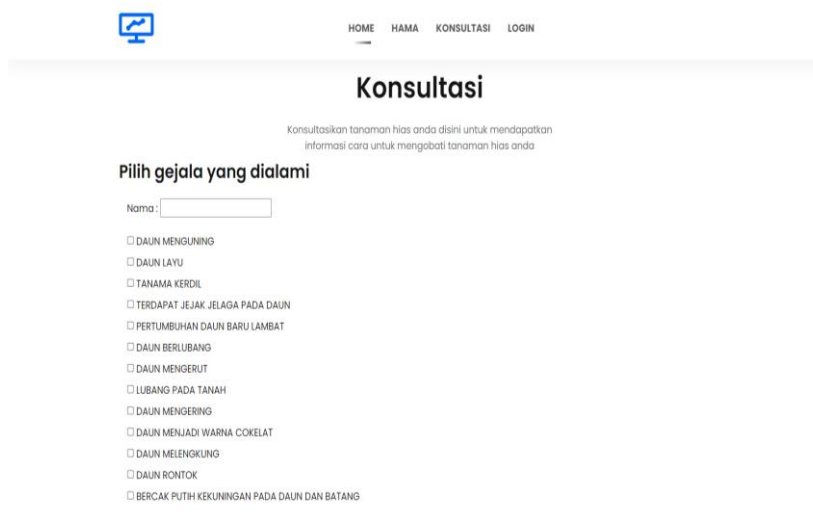 HOME HAMA KONSULTASI LOGIN
Konsultasi
Konsultasikan tanaman hias anda disini untuk mendapatkan
informasi cara untuk mengobati tanaman hias anda
Pilih gejala yang dialami
Nama :
DAUN MENGUNING
DAUN LAYU
TANAMA KERDIL
TERDAPAT JEJAK JELAGA PADA DAUN
PERTUMBUHAN DAUN BARU LAMBAT
DAUN BERLUBANG
DAUN MENGERUT
LUBANG PADA TANAH
DAUN MENGERING
DAUN MENJADI WARNA COKELAT
DAUN MELENGKUNG
DAUN RONTOK
BERCAK PUTIH KEKUNINGAN PADA DAUN DAN BATANG